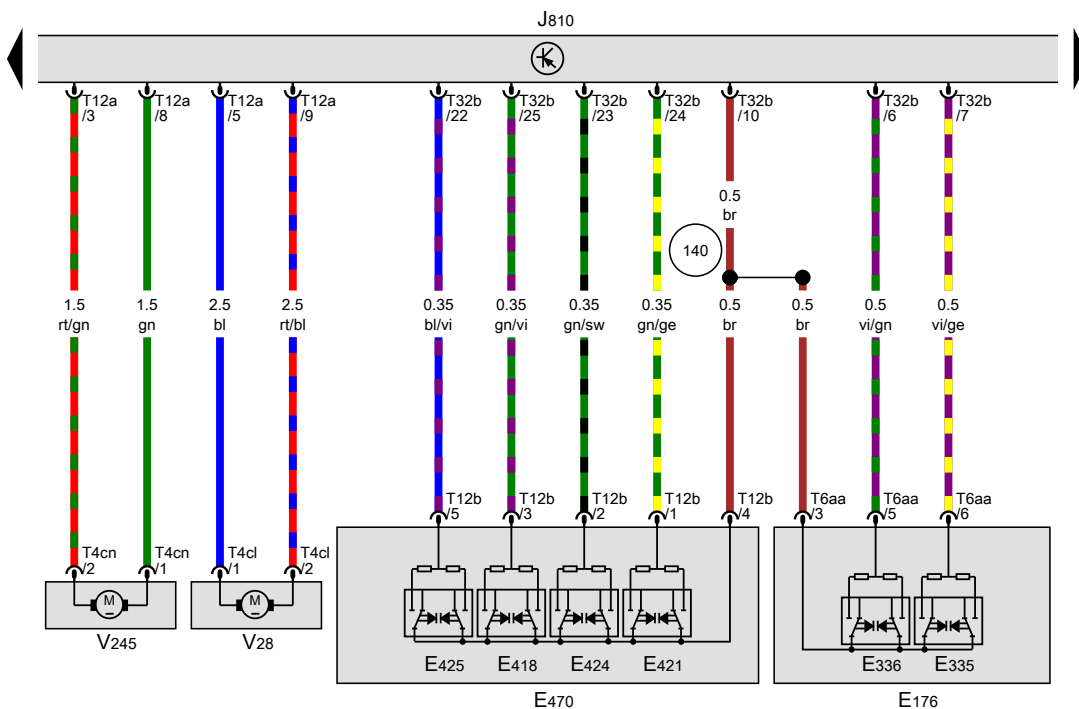 J810
T12a
/3
T12a
/8
T12a
/5
T12a
/9
T32b
/22
T32b
/25
T32b
/23
T32b
/24
T32b
/10
T32b
/6
T32b
/7
0.5
br
140
1.5
rt/gn
1.5
gn
2.5
bl
2.5
rt/bl
0.35
bl/vi
0.35
gn/vi
0.35
gn/sw
0.35
gn/ge
0.5
br
0.5
br
0.5
vi/gn
0.5
vi/ge
T12b
/5
T12b
/3
T12b
/2
T12b
/1
T12b
/4
T6aa
/3
T6aa
/5
T6aa
/6
T4cn
/2
T4cn
/1
T4cl
/1
T4cl
/2
M
M
V245
V28
E425
E418
E424
E421
E336
E335
E470
E176